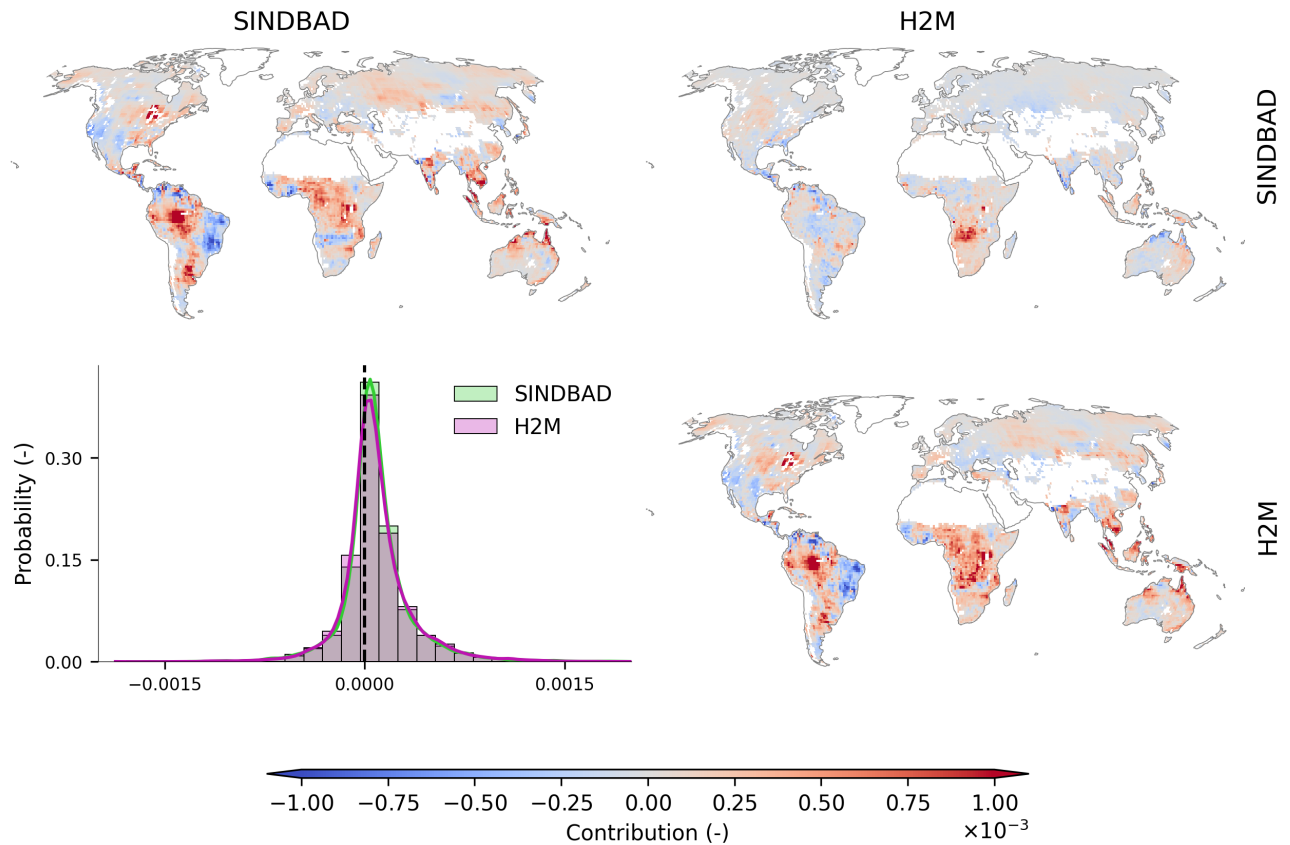 SINDBAD
H2M
SINDBAD
SINDBAD
H2M
Probability (-)
0.30
0.15
0.00
−0.0015
0.0000
0.0015
H2M
−1.00
−0.75
−0.50
−0.25
0.00
0.25
0.50
0.75
1.00
Contribution (-)
×10⁻³